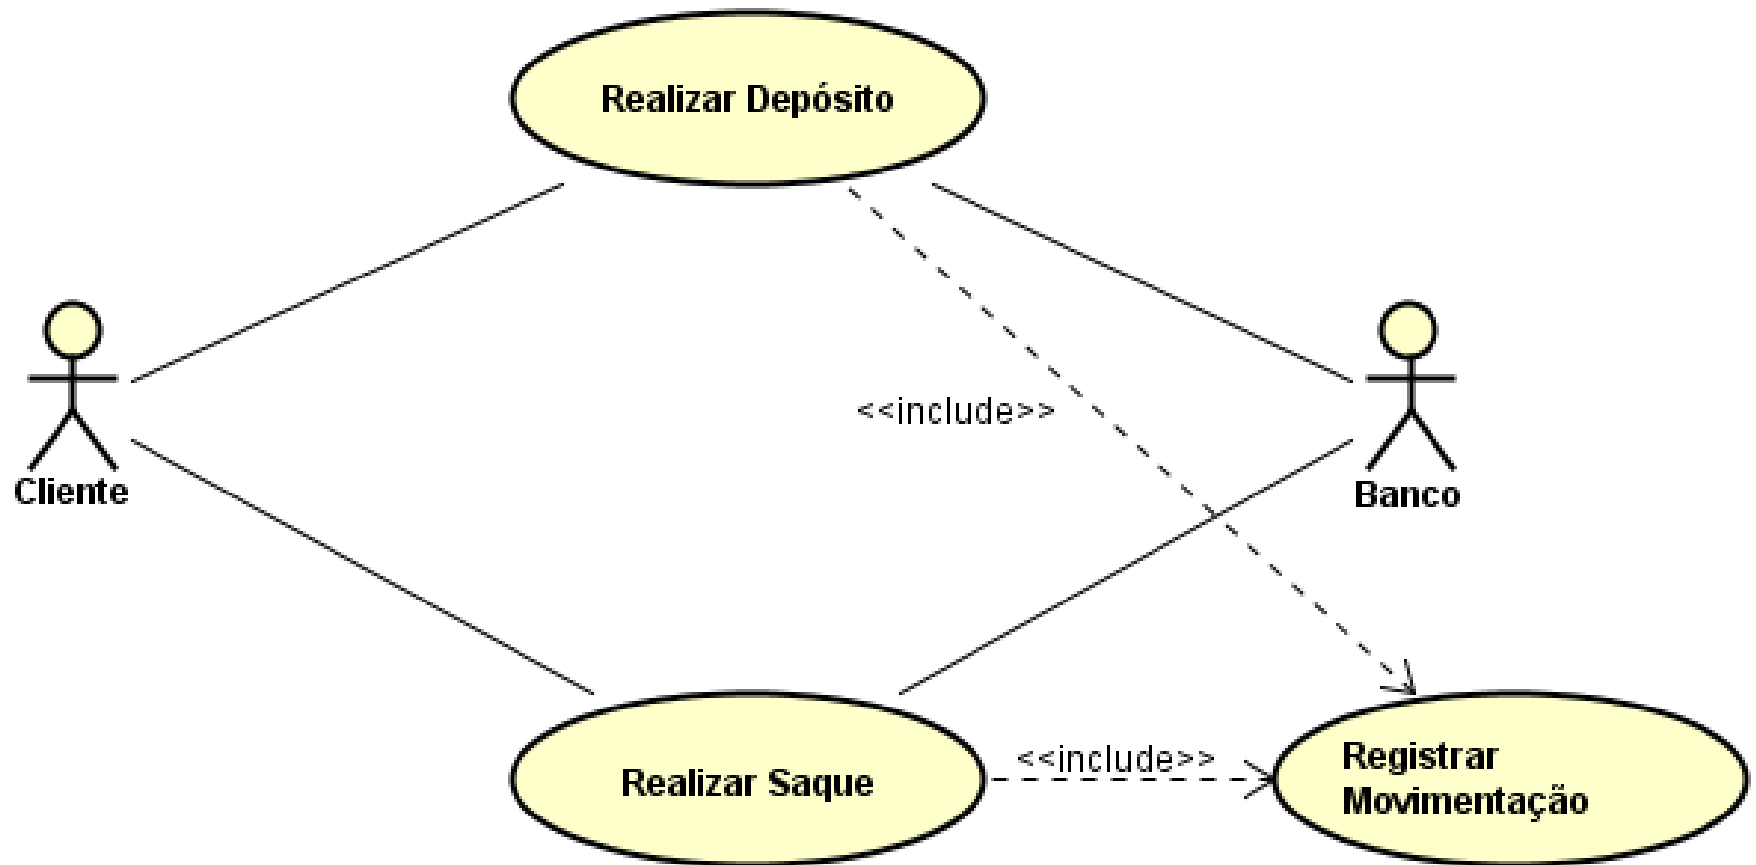 Realizar Depósito
<<include>>
Cliente
Banco
Realizar Saque
<<include>>
Registrar
Movimentação